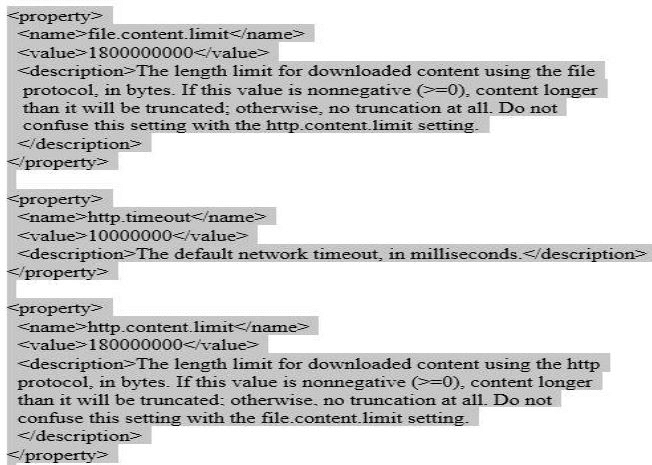 <property>
<name>file.content.limit</name>
<value>1800000000</value>
<description>The length limit for downloaded content using the file
protocol, in bytes. If this value is nonnegative (>=0), content longer
than it will be truncated; otherwise, no truncation at all. Do not
confuse this setting with the http.content.limit setting.
</description>
</property>
<property>
<name>http.timeout</name>
<value>10000000</value>
<description>The default network timeout, in milliseconds.</description>
</property>
<property>
<name>http.content.limit</name>
<value>180000000</value>
<description>The length limit for downloaded content using the http
protocol, in bytes. If this value is nonnegative (>=0), content longer
than it will be truncated; otherwise, no truncation at all. Do not
confuse this setting with the file.content.limit setting.
</description>
</property>